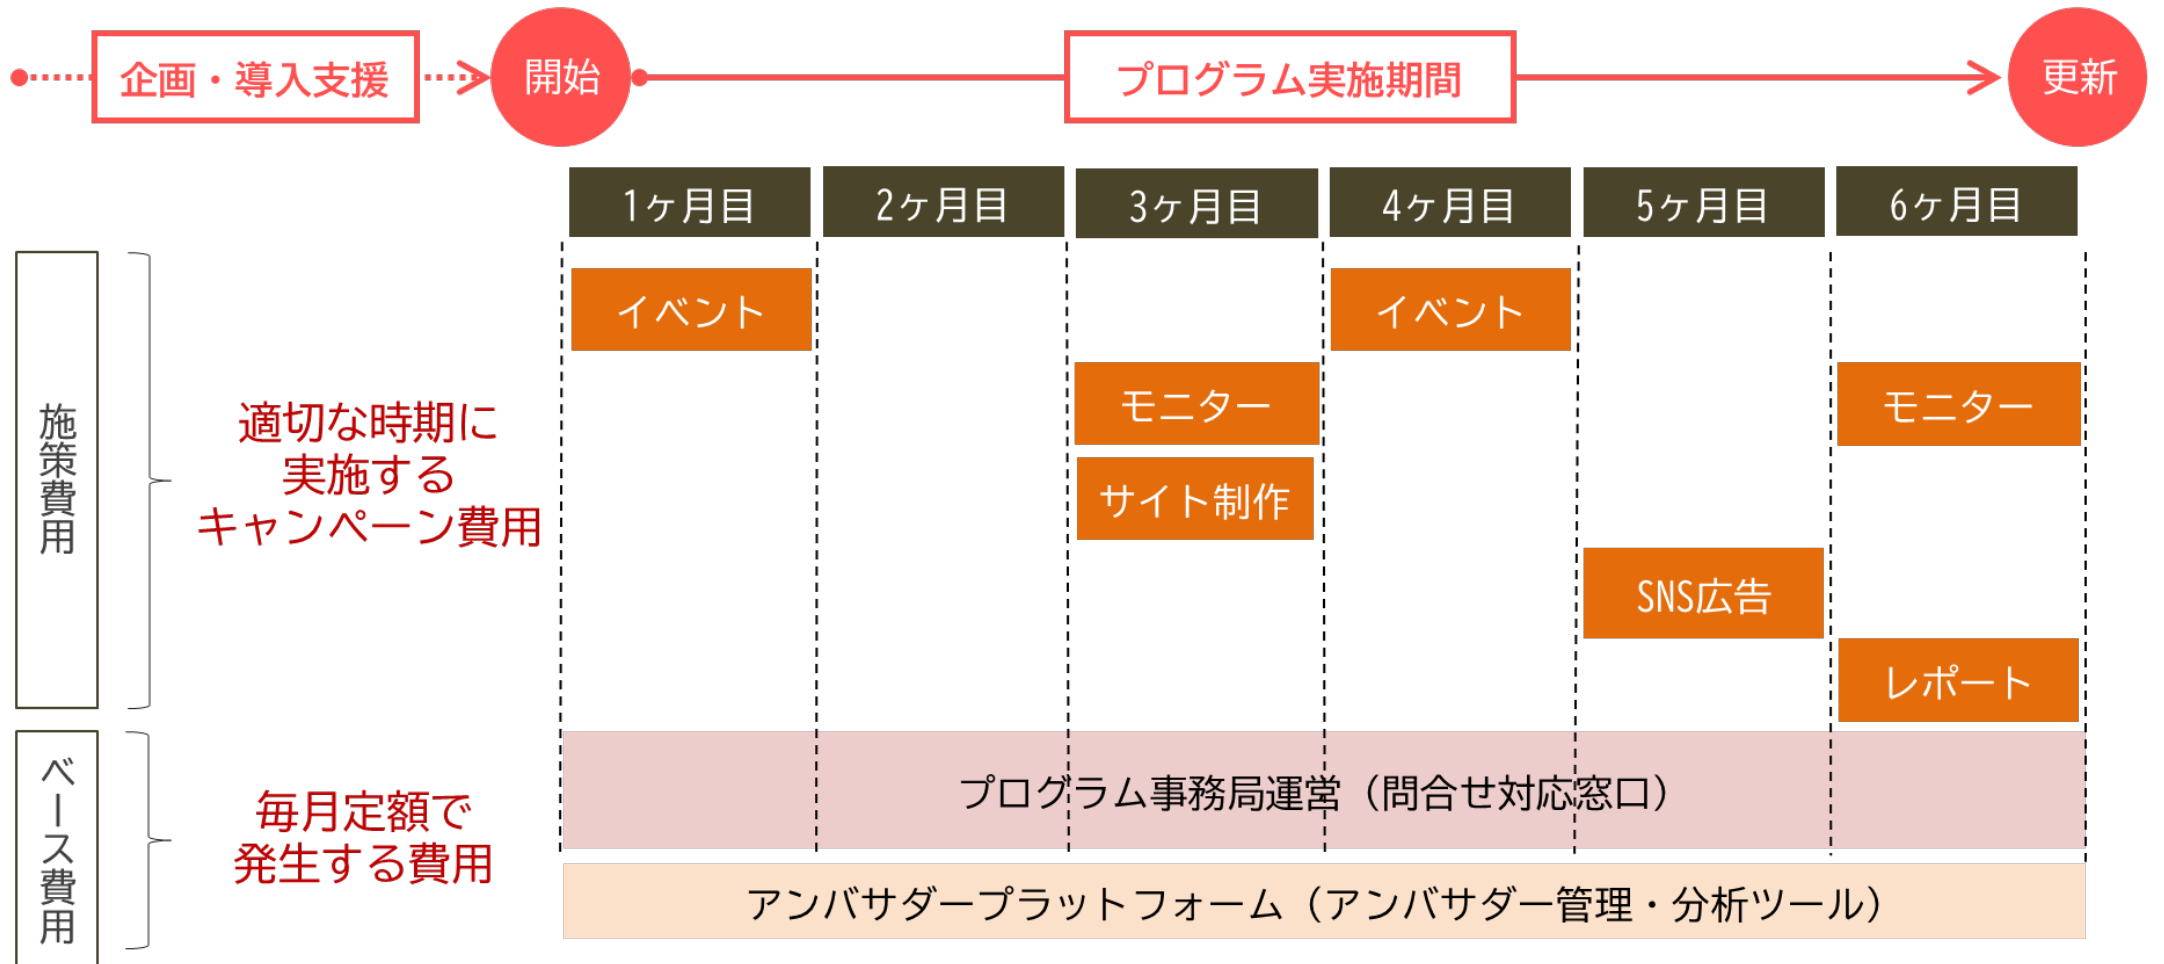 企画・導入支援
開始
プログラム実施期間
更新
1ヶ月目
2ヶ月目
3ヶ月目
4ヶ月目
5ヶ月目
6ヶ月目
施策費用
適切な時期に
実施する
キャンペーン費用
イベント
イベント
モニター
モニター
サイト制作
SNS広告
レポート
ベース費用
毎月定額で
発生する費用
プログラム事務局運営（問合せ対応窓口）
アンバサダープラットフォーム（アンバサダー管理・分析ツール）